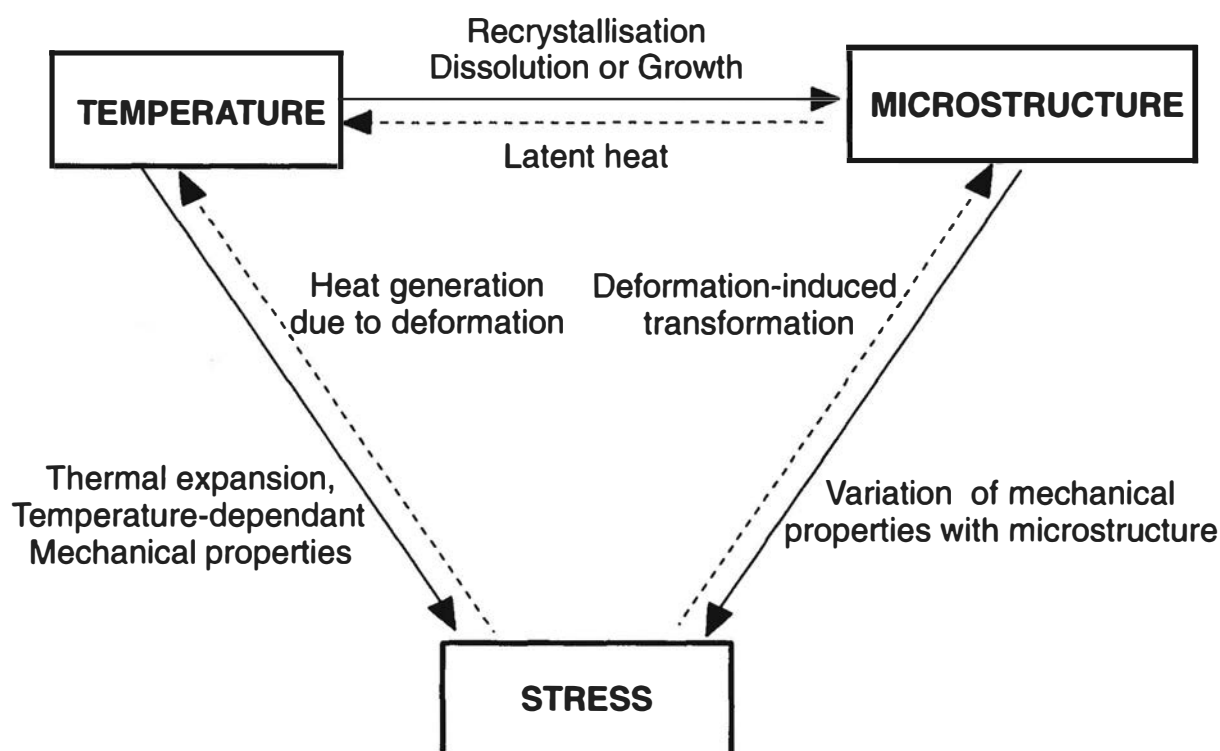 Recrystallisation
Dissolution or Growth
TEMPERATURE
MICROSTRUCTURE
Latent heat
Heat generation
due to deformation
Deformation-induced
transformation
Thermal expansion,
Temperature-dependant
Mechanical properties
Variation of mechanical
properties with microstructure
STRESS